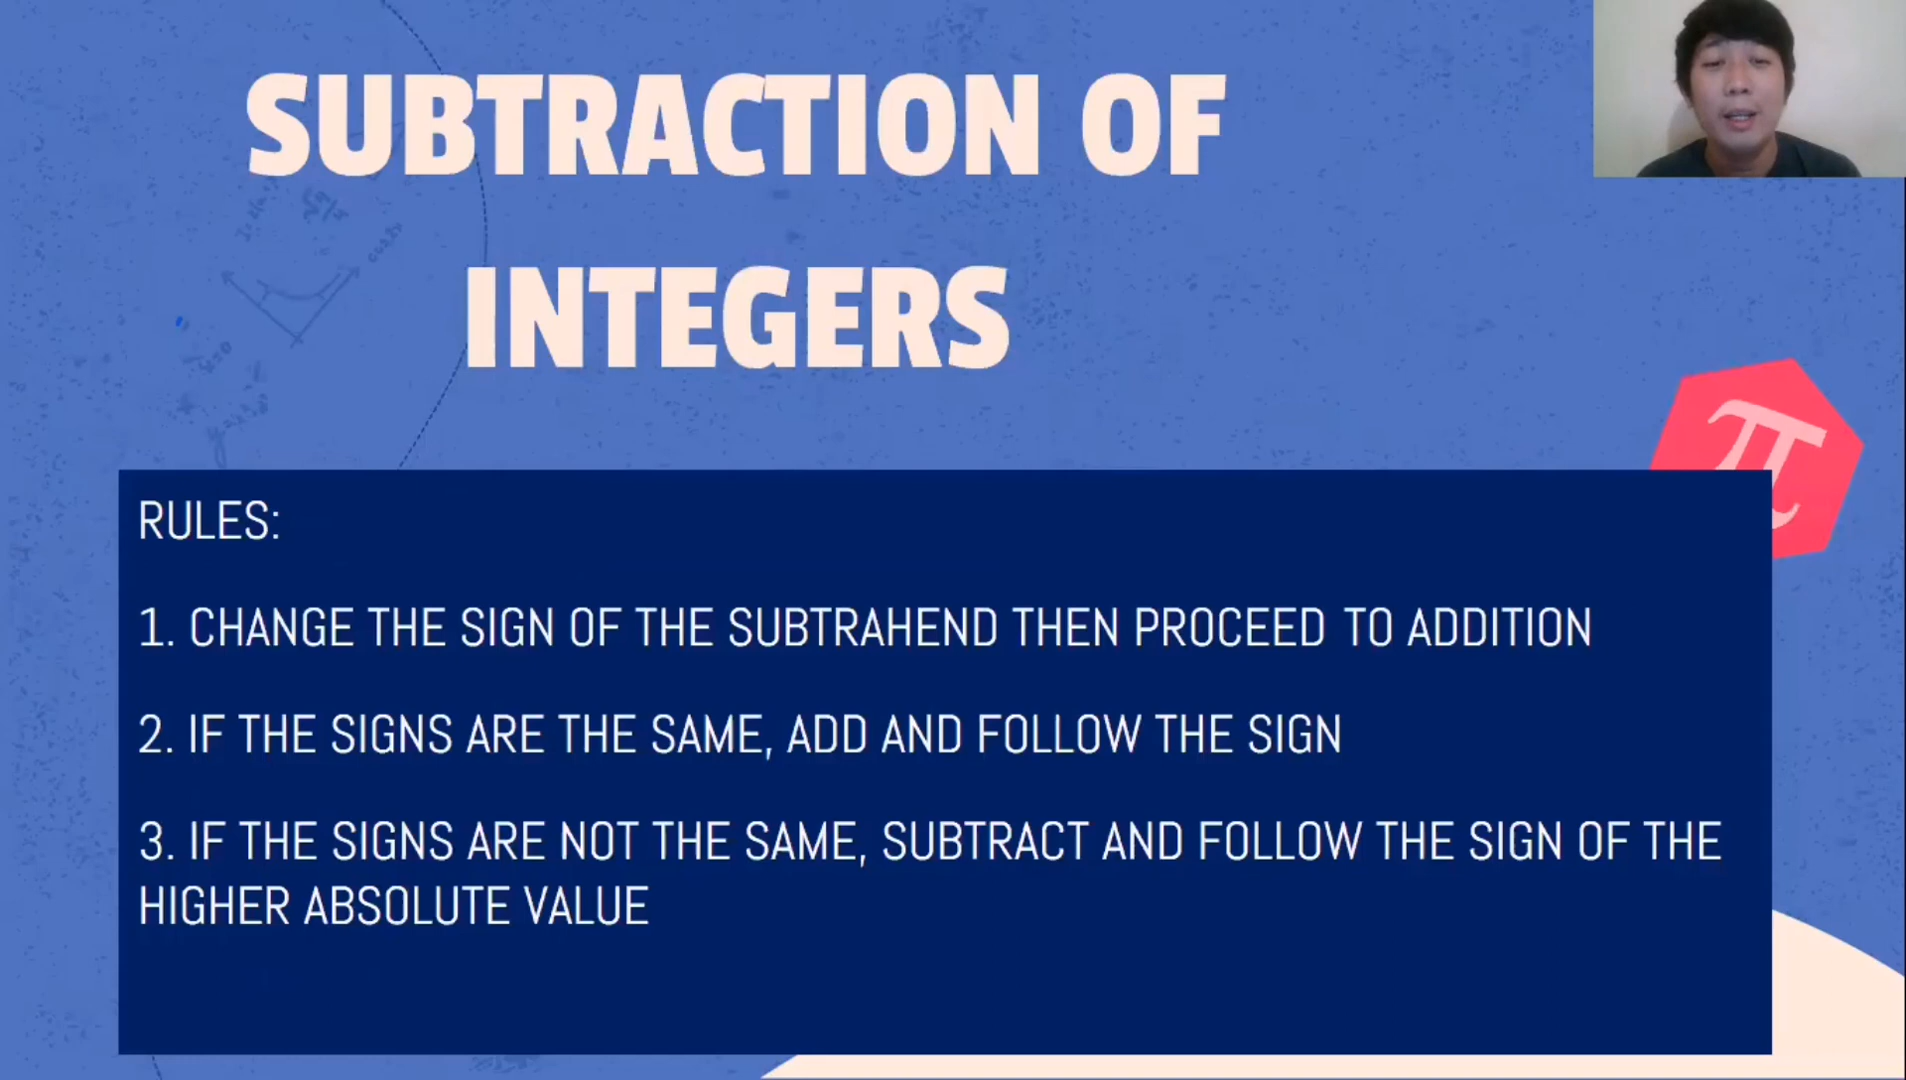 SUBTRACTION OF
INTEGERS
π
RULES:
1. CHANGE THE SIGN OF THE SUBTRAHEND THEN PROCEED TO ADDITION
2. IF THE SIGNS ARE THE SAME, ADD AND FOLLOW THE SIGN
3. IF THE SIGNS ARE NOT THE SAME, SUBTRACT AND FOLLOW THE SIGN OF THE
HIGHER ABSOLUTE VALUE